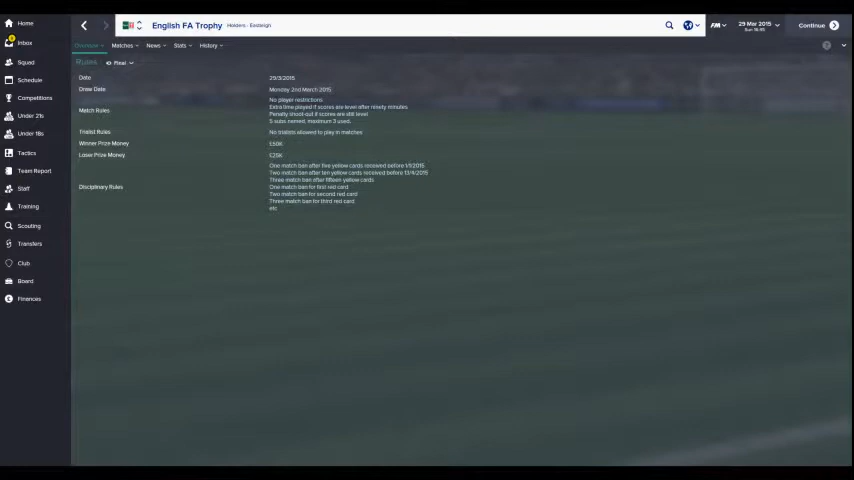 Home
English FA Trophy
Holders - Eastleigh
FM
29 Mar 2015
Sun 16:45
Continue
Inbox
Overview
Matches
News
Stats
History
Squad
RULES
Final
Schedule
Date
29/3/2015
Draw Date
Monday 2nd March 2015
Competitions
Match Rules
No player restrictions.
Extra time played if scores are level after ninety minutes
Penalty shoot-out if scores are still level
5 subs named, maximum 3 used.
Under 21s
Under 18s
Trialist Rules
No trialists allowed to play in matches
Winner Prize Money
£50K
Tactics
Loser Prize Money
£25K
Team Report
Disciplinary Rules
One match ban after five yellow cards received before 1/1/2015
Two match ban after ten yellow cards received before 13/4/2015
Three match ban after fifteen yellow cards
One match ban for first red card
Two match ban for second red card
Three match ban for third red card
etc
Staff
Training
Scouting
Transfers
Club
Board
Finances